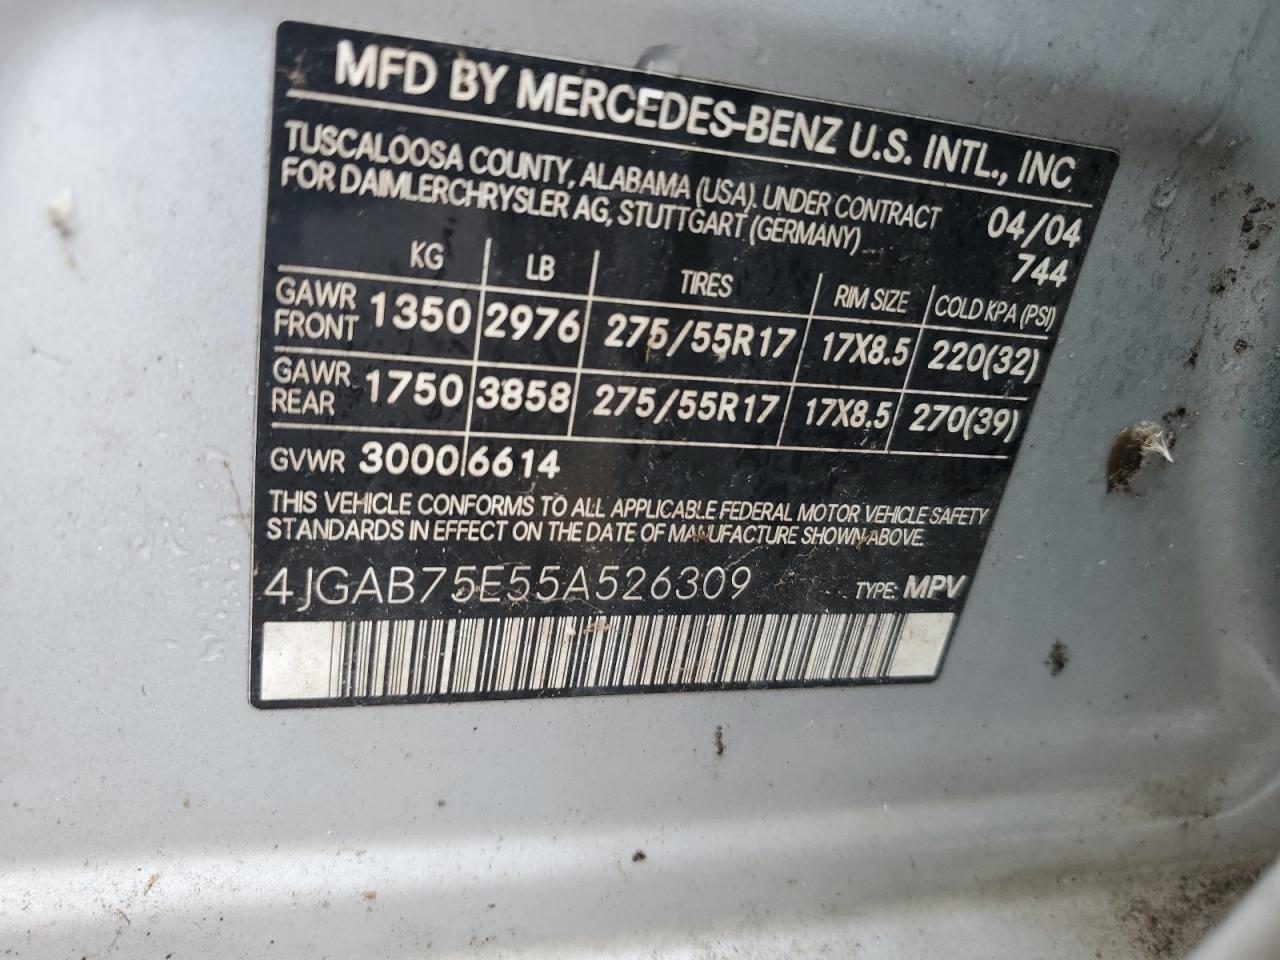 MFD BY MERCEDES-BENZ U.S. INTL., INC
TUSCALOOSA COUNTY, ALABAMA (USA). UNDER CONTRACT
FOR DAIMLERCHRYSLER AG, STUTTGART (GERMANY)
04/04
744
KG LB TIRES RIM SIZE COLD KPA (PSI)
GAWR FRONT 1350 2976 275/55R17 17X8.5 220(32)
GAWR REAR 1750 3858 275/55R17 17X8.5 270(39)
GVWR 3000 6614
THIS VEHICLE CONFORMS TO ALL APPLICABLE FEDERAL MOTOR VEHICLE SAFETY
STANDARDS IN EFFECT ON THE DATE OF MANUFACTURE SHOWN ABOVE.
4JGAB75E55A526309 TYPE: MPV